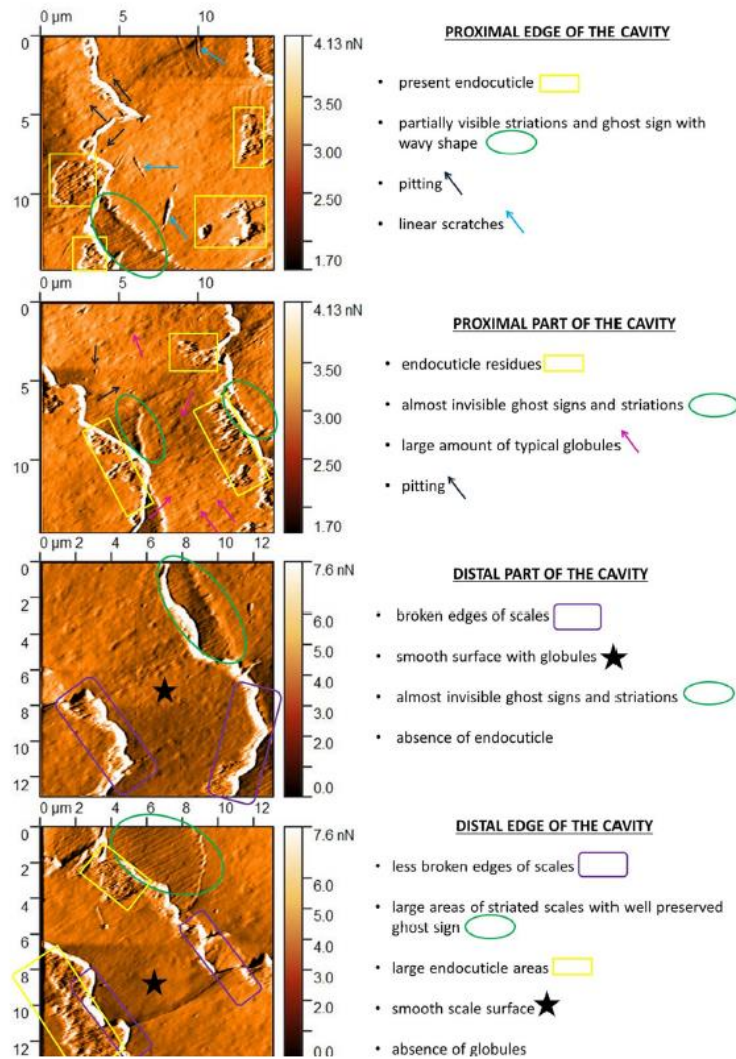 0 µm 5 10
0
5
10
4.13 nN
3.50
3.00
2.50
1.70
PROXIMAL EDGE OF THE CAVITY
• present endocuticle
• partially visible striations and ghost sign with
wavy shape
• pitting
• linear scratches
0 µm 5 10
0
5
10
4.13 nN
3.50
3.00
2.50
1.70
PROXIMAL PART OF THE CAVITY
• endocuticle residues
• almost invisible ghost signs and striations
• large amount of typical globules
▪ pitting
0 µm 2 4 6 8 10 12
0
2
4
6
8
10
12
7.6 nN
6.0
5.0
4.0
3.0
2.0
0.0
DISTAL PART OF THE CAVITY
• broken edges of scales
• smooth surface with globules
• almost invisible ghost signs and striations
• absence of endocuticle
0 µm 2 4 6 8 10 12
0
2
4
6
8
10
12
7.6 nN
6.0
5.0
4.0
3.0
2.0
0.0
DISTAL EDGE OF THE CAVITY
• less broken edges of scales
• large areas of striated scales with well preserved
ghost sign
• large endocuticle areas
• smooth scale surface
• absence of globules